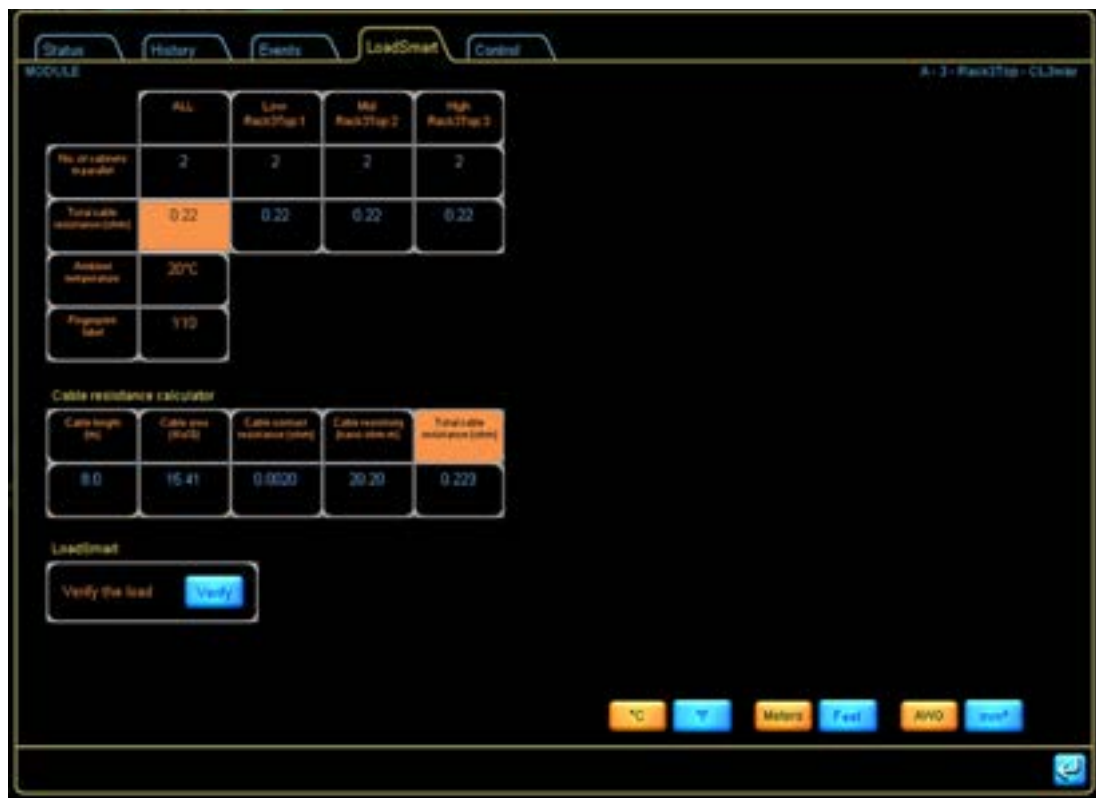 Status
History
Events
LoadSmart
Control
MODULE
A - 3 - Rack3Top - CL3way
ALL
Low
Rack3Top:1
Mid
Rack3Top:2
High
Rack3Top:3
No. of cabinets
in parallel
2
2
2
2
Total cable
resistance (ohm)
0.22
0.22
0.22
0.22
Ambient
temperature
20°C
Fingerprint
label
Y10
Cable resistance calculator
Cable length
(m)
Cable area
(AWG)
Cable contact
resistance (ohm)
Cable resistivity
(nano ohm m)
Total cable
resistance (ohm)
8.0
15.41
0.0020
20.20
0.223
LoadSmart
Verify the load
Verify
°C
°F
Meters
Feet
AWG
mm²